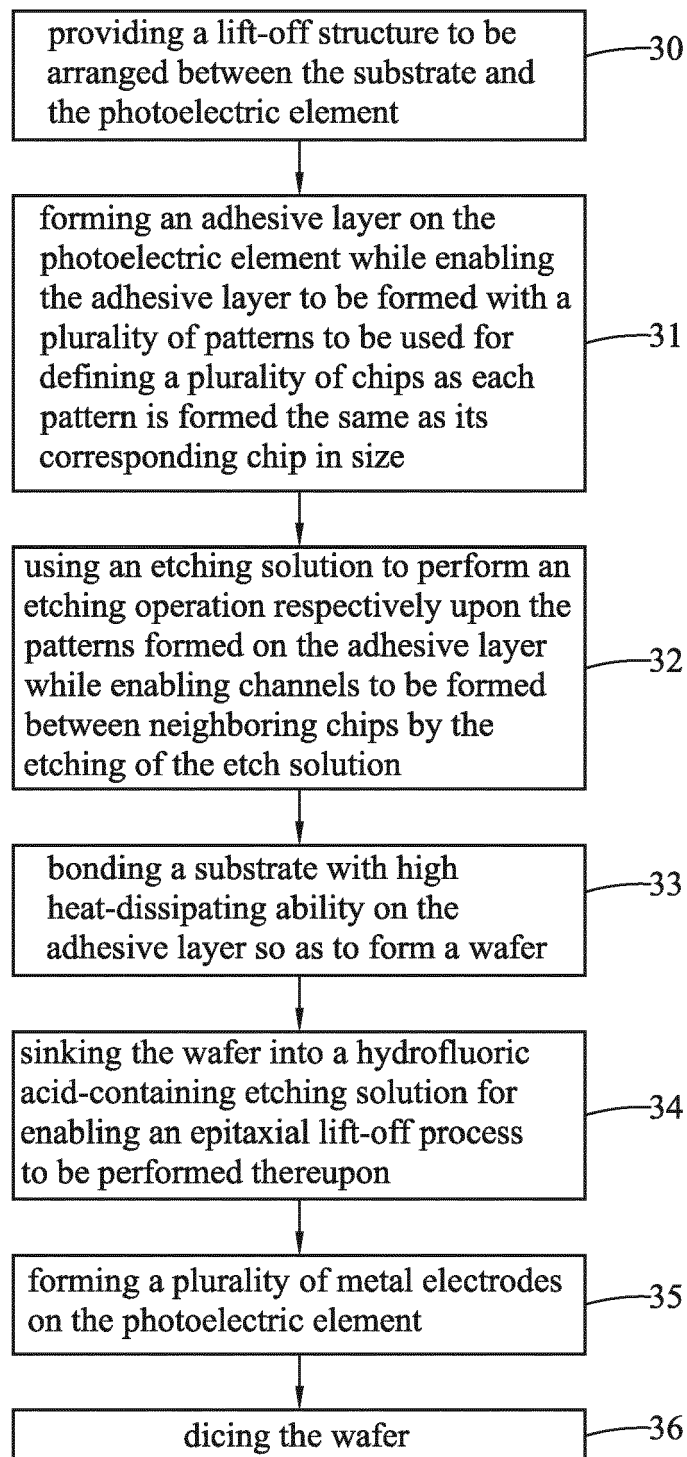 providing a lift-off structure to be
arranged between the substrate and
the photoelectric element
30
forming an adhesive layer on the
photoelectric element while enabling
the adhesive layer to be formed with a
plurality of patterns to be used for
defining a plurality of chips as each
pattern is formed the same as its
corresponding chip in size
31
using an etching solution to perform an
etching operation respectively upon the
patterns formed on the adhesive layer
while enabling channels to be formed
between neighboring chips by the
etching of the etch solution
32
bonding a substrate with high
heat-dissipating ability on the
adhesive layer so as to form a wafer
33
sinking the wafer into a hydrofluoric
acid-containing etching solution for
enabling an epitaxial lift-off process
to be performed thereupon
34
forming a plurality of metal electrodes
on the photoelectric element
35
dicing the wafer
36